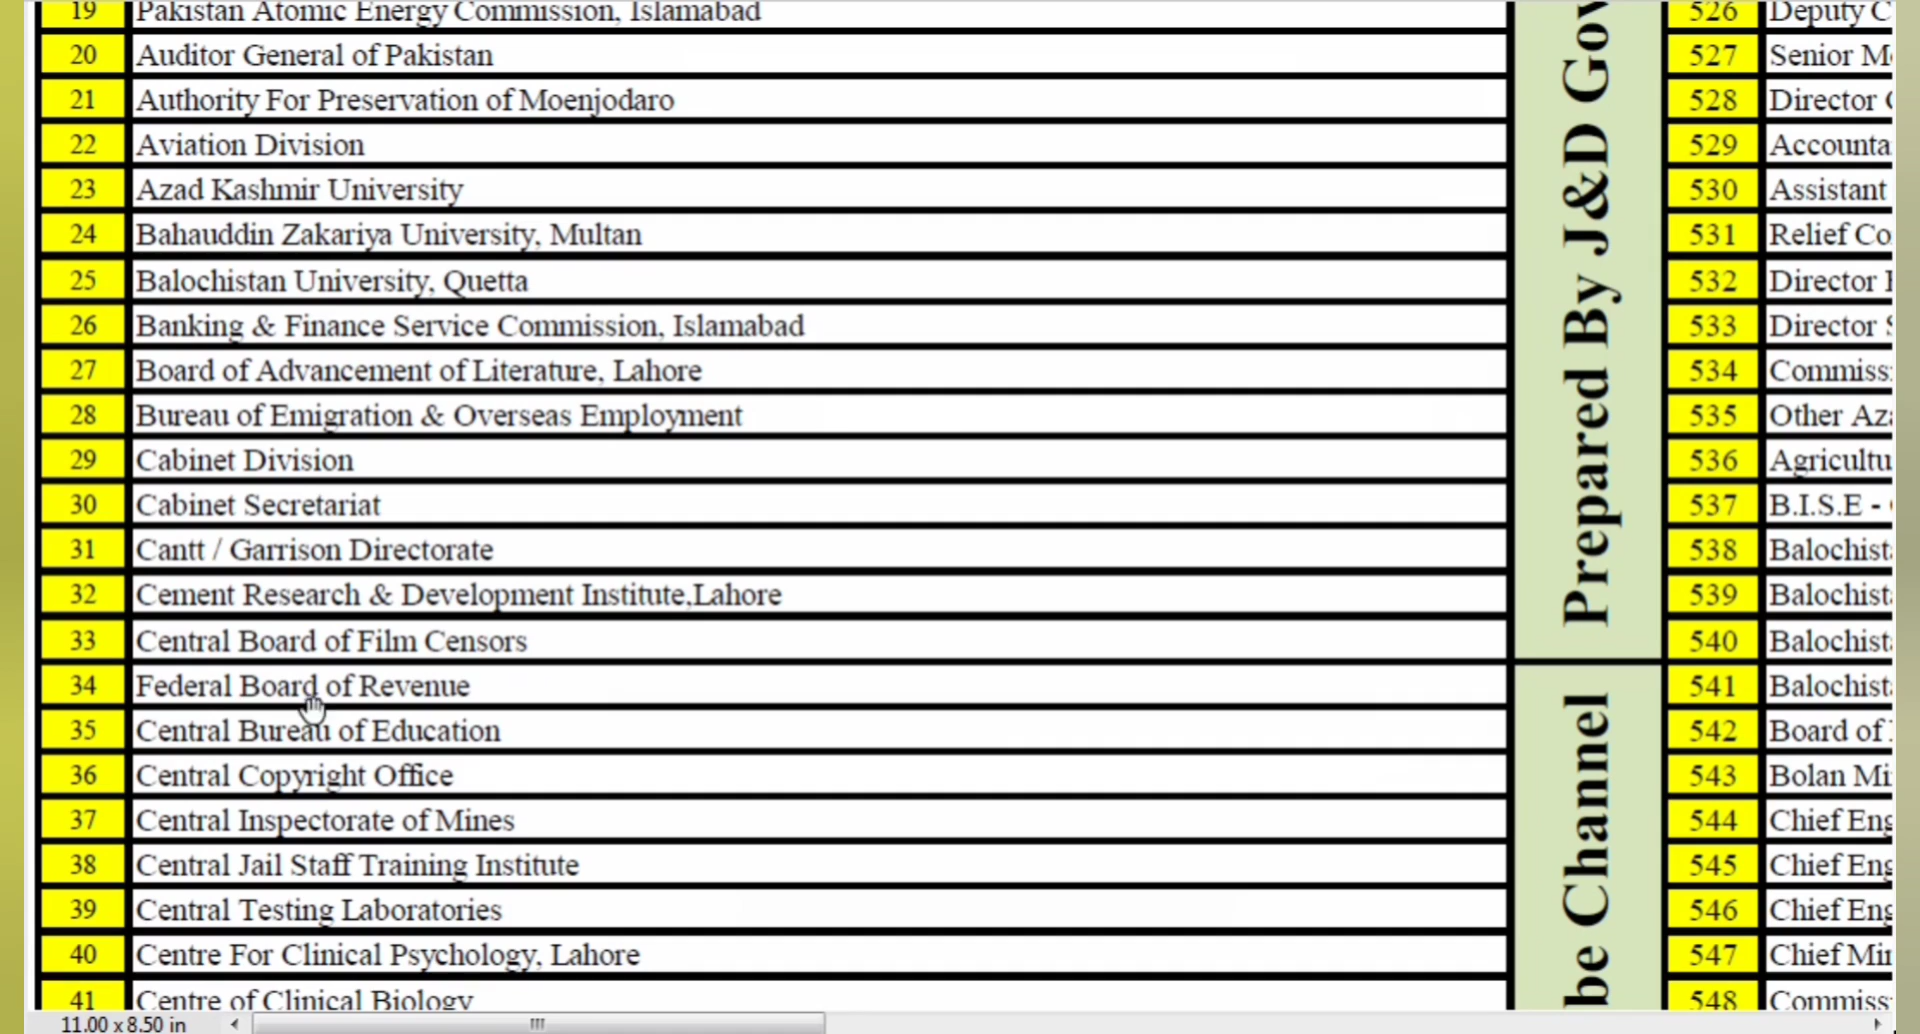 19 Pakistan Atomic Energy Commission, Islamabad
20 Auditor General of Pakistan
21 Authority For Preservation of Moenjodaro
22 Aviation Division
23 Azad Kashmir University
24 Bahauddin Zakariya University, Multan
25 Balochistan University, Quetta
26 Banking & Finance Service Commission, Islamabad
27 Board of Advancement of Literature, Lahore
28 Bureau of Emigration & Overseas Employment
29 Cabinet Division
30 Cabinet Secretariat
31 Cantt / Garrison Directorate
32 Cement Research & Development Institute,Lahore
33 Central Board of Film Censors
34 Federal Board of Revenue
35 Central Bureau of Education
36 Central Copyright Office
37 Central Inspectorate of Mines
38 Central Jail Staff Training Institute
39 Central Testing Laboratories
40 Centre For Clinical Psychology, Lahore
41 Centre of Clinical Biology
Prepared By J&D
Channel
526 Deputy
527 Senior
528 Director
529
530 Assistant
531 Relief
532 Director
533 Director
534
535 Other
536
537 B.I.S.E -
538
539
540
541
542 Board of
543 Bolan
544 Chief
545 Chief
546 Chief
547 Chief
548
11.00 x 8.50 in